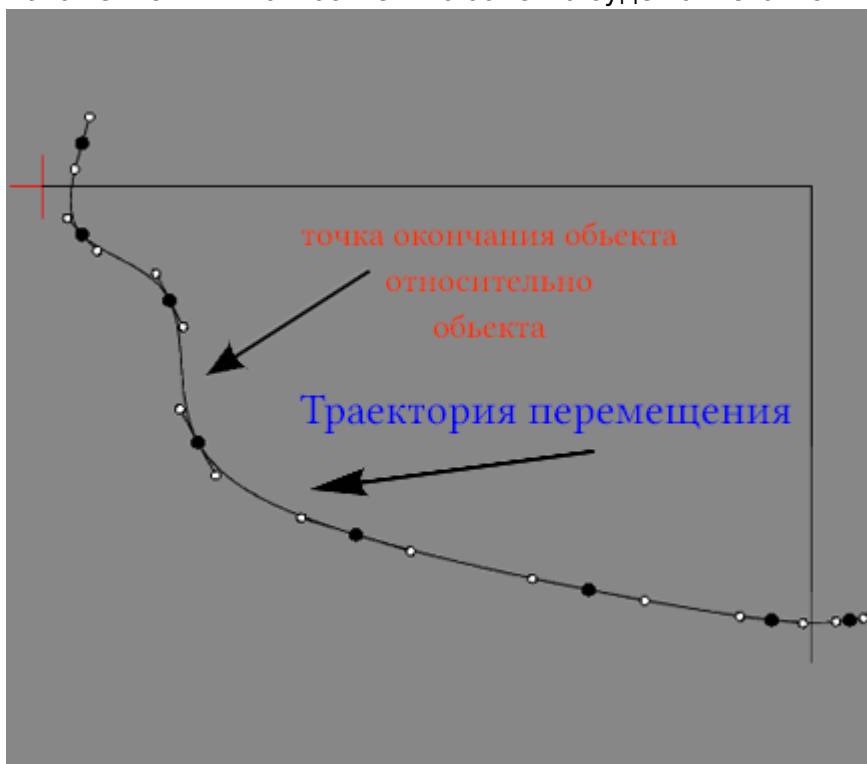 точка окончания обьекта
относительно
обьекта
Траектория перемещения